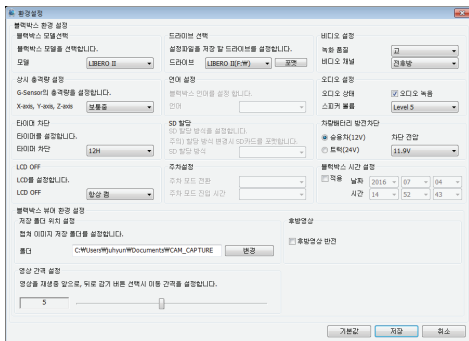 환경설정
블랙박스 환경 설정
블랙박스 모델선택
블랙박스 모델을 선택합니다.
모델 LIBERO II
드라이브 선택
설정파일을 저장 할 드라이브를 설정합니다.
드라이브 LIBERO II(F:₩) 포맷
비디오 설정
녹화 품질 고
비디오 채널 전후방
상시 충격량 설정
G-Sensor의 충격량을 설정합니다.
X-axis, Y-axis, Z-axis 보통중
언어 설정
블랙박스 언어를 설정 합니다.
언어
오디오 설정
오디오 상태 오디오 녹음
스피커 볼륨 Level 5
타이머 차단
타이머를 설정합니다.
타이머 차단 12H
SD 할당
SD 할당 방식을 설정합니다.
주의) 할당 방식 변경시 SD카드를 포맷합니다.
SD 할당 방식
차량배터리 방전차단
승용차(12V) 차단 전압
트럭(24V) 11.9V
LCD OFF
LCD를 설정합니다.
LCD OFF 항상 켬
주차설정
주차 모드 전환
주차 모드 진입 시간
블랙박스 시간 설정
적용 날짜 2016 - 07 - 04
시간 14 - 52 - 43
블랙박스 뷰어 환경 설정
저장 폴더 위치 설정
캡쳐 이미지 저장 폴더를 설정합니다.
폴더 C:₩Users₩juhyun₩Documents₩CAM_CAPTURE 변경
후방영상
후방영상 반전
영상 간격 설정
영상을 재생중 앞으로, 뒤로 감기 버튼 선택시 이동 간격을 설정합니다.
5
기본값 저장 취소